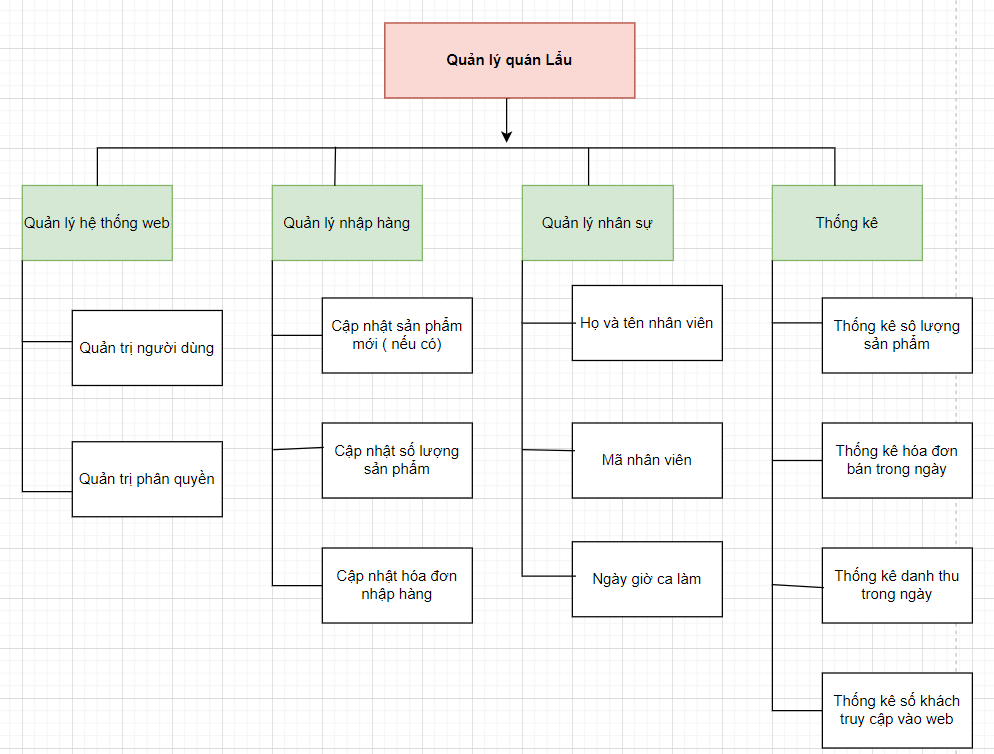 Quản lý quán Lẩu
Quản lý hệ thống web
Quản lý nhập hàng
Quản lý nhân sự
Thống kê
Quản trị người dùng
Quản trị phân quyền
Cập nhật sản phẩm
mới ( nếu có)
Cập nhật số lượng
sản phẩm
Cập nhật hóa đơn
nhập hàng
Họ và tên nhân viên
Mã nhân viên
Ngày giờ ca làm
Thống kê sô lượng
sản phẩm
Thống kê hóa đơn
bán trong ngày
Thống kê danh thu
trong ngày
Thống kê số khách
truy cập vào web